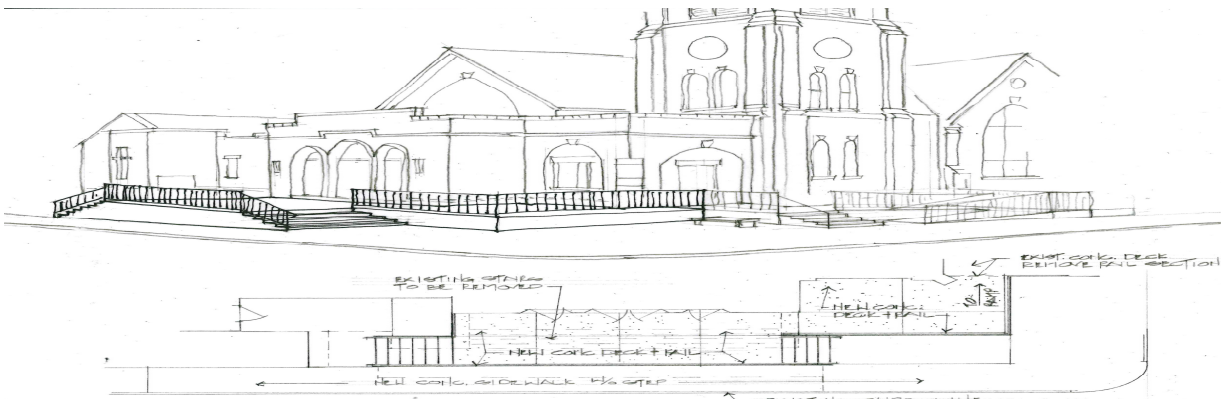 EXISTING STAIRS
TO BE REMOVED
EXIST. CONC. DECK
REMOVE RAIL SECTION
NEW CONC.
DECK + RAIL
RAMP
NEW CONC DECK + RAIL
NEW CONC. SIDEWALK W/O STEP